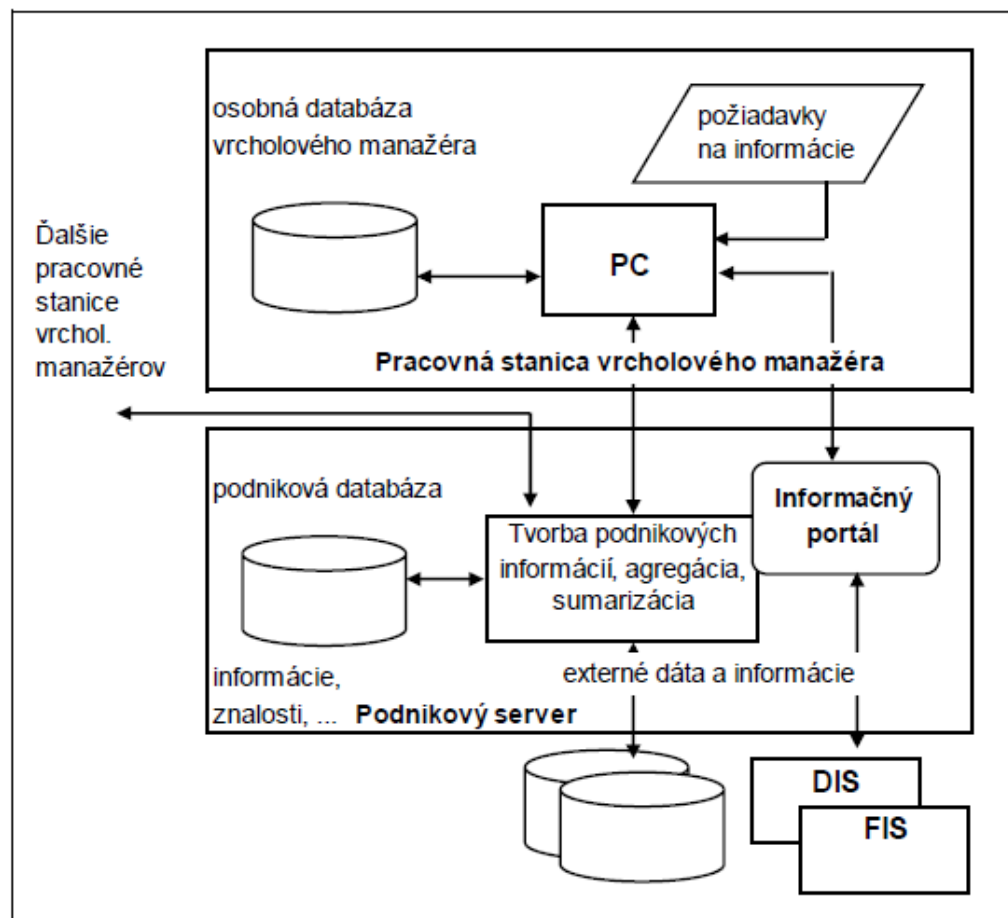 osobná databáza
vrcholového manažéra
požiadavky
na informácie
Ďalšie
pracovné
stanice
vrchol.
manažérov
PC
Pracovná stanica vrcholového manažéra
podniková databáza
Informačný
portál
Tvorba podnikových
informácií, agregácia,
sumarizácia
informácie,
znalosti, ... Podnikový server
externé dáta a informácie
DIS
FIS